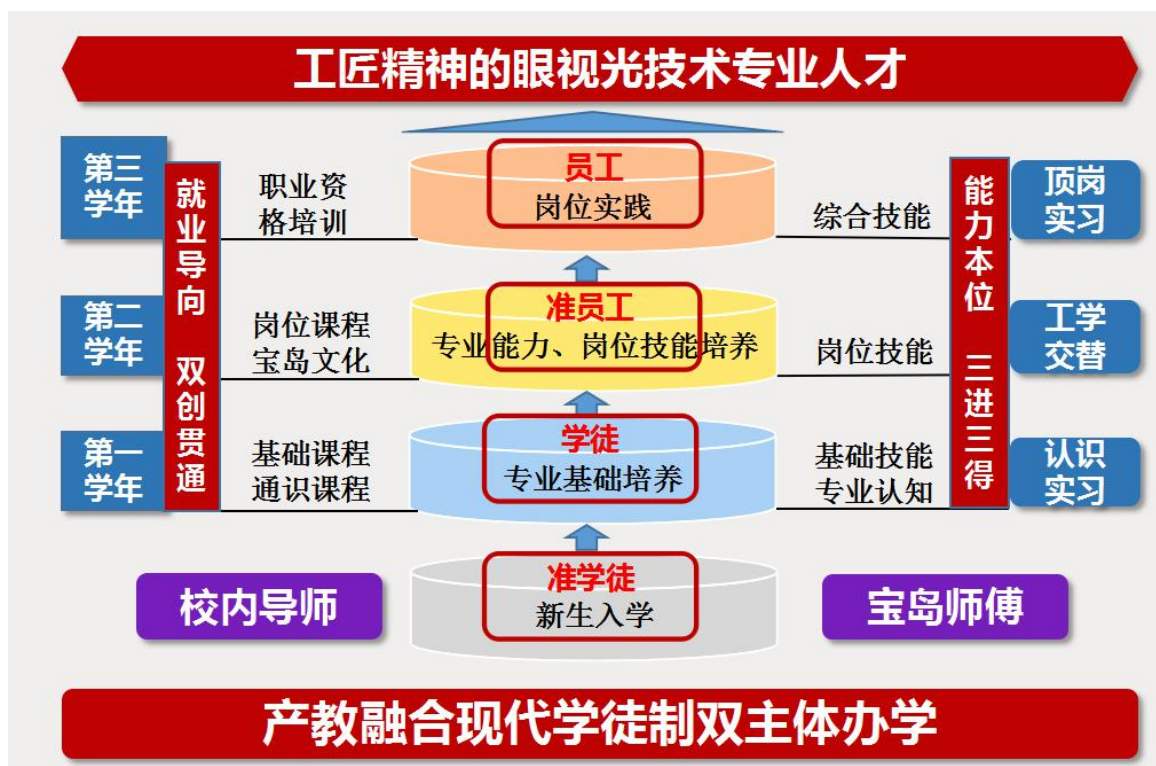 工匠精神的眼视光技术专业人才
第三
学年
就业导向 双创贯通
职业资
格培训
员工
岗位实践
综合技能
能力本位 三进三得
顶岗
实习
第二
学年
岗位课程
宝岛文化
准员工
专业能力、岗位技能培养
岗位技能
工学
交替
第一
学年
基础课程
通识课程
学徒
专业基础培养
基础技能
专业认知
认识
实习
校内导师
准学徒
新生入学
宝岛师傅
产教融合现代学徒制双主体办学